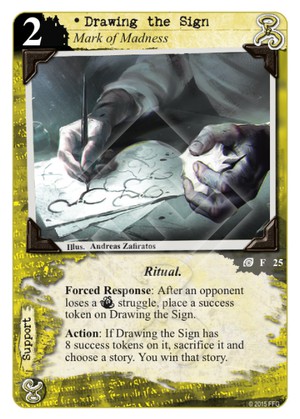 2
• Drawing the Sign
Mark of Madness
Illus. Andreas Zafiratos
F 25
Ritual.
Forced Response: After an opponent
loses a struggle, place a success
token on Drawing the Sign.
Action: If Drawing the Sign has
8 success tokens on it, sacrifice it and
choose a story. You win that story.
Support
© 2015 FFG